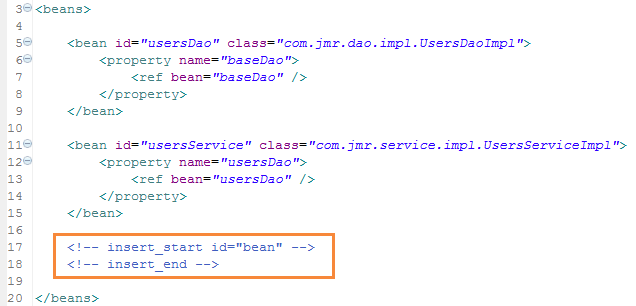 3 <beans>
4
5 <bean id="usersDao" class="com.jmr.dao.impl.UsersDaoImpl">
6 <property name="baseDao">
7 <ref bean="baseDao" />
8 </property>
9 </bean>
10
11 <bean id="usersService" class="com.jmr.service.impl.UsersServiceImpl">
12 <property name="usersDao">
13 <ref bean="usersDao" />
14 </property>
15 </bean>
16
17 <!-- insert_start id="bean" -->
18 <!-- insert_end -->
19
20 </beans>